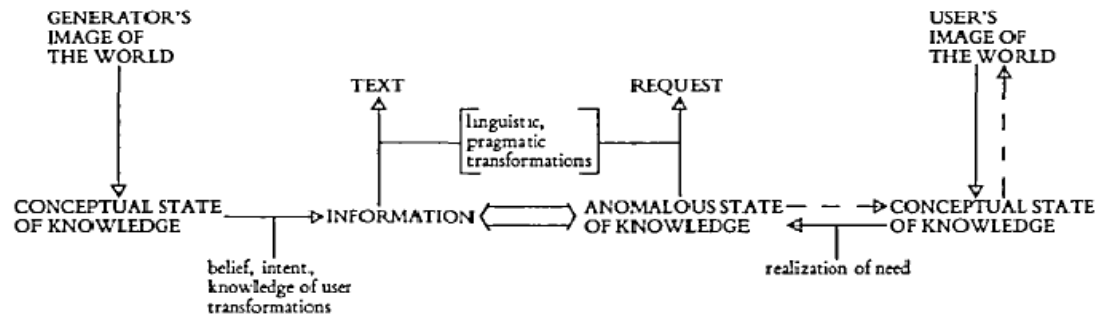 GENERATOR'S
IMAGE OF
THE WORLD
USER'S
IMAGE OF
THE WORLD
TEXT
REQUEST
linguistic,
pragmatic
transformations
CONCEPTUAL STATE
OF KNOWLEDGE
INFORMATION
ANOMALOUS STATE
OF KNOWLEDGE
CONCEPTUAL STATE
OF KNOWLEDGE
belief, intent,
knowledge of user
transformations
realization of need